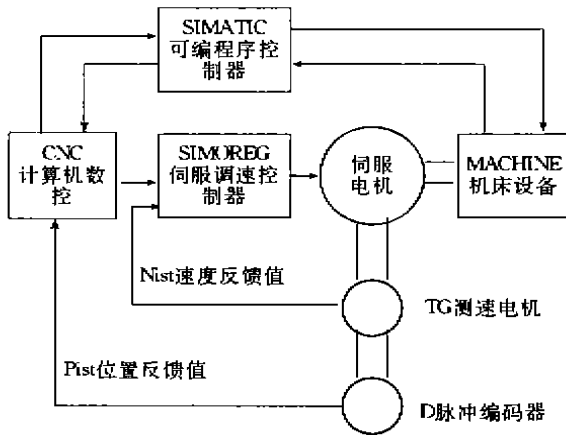 SIMATIC
可编程序控
制器
CNC
计算机数
控
SIMOREG
伺服调速控
制器
伺服
电机
MACHINE
机床设备
Nist速度反馈值
TG测速电机
Pist位置反馈值
D脉冲编码器